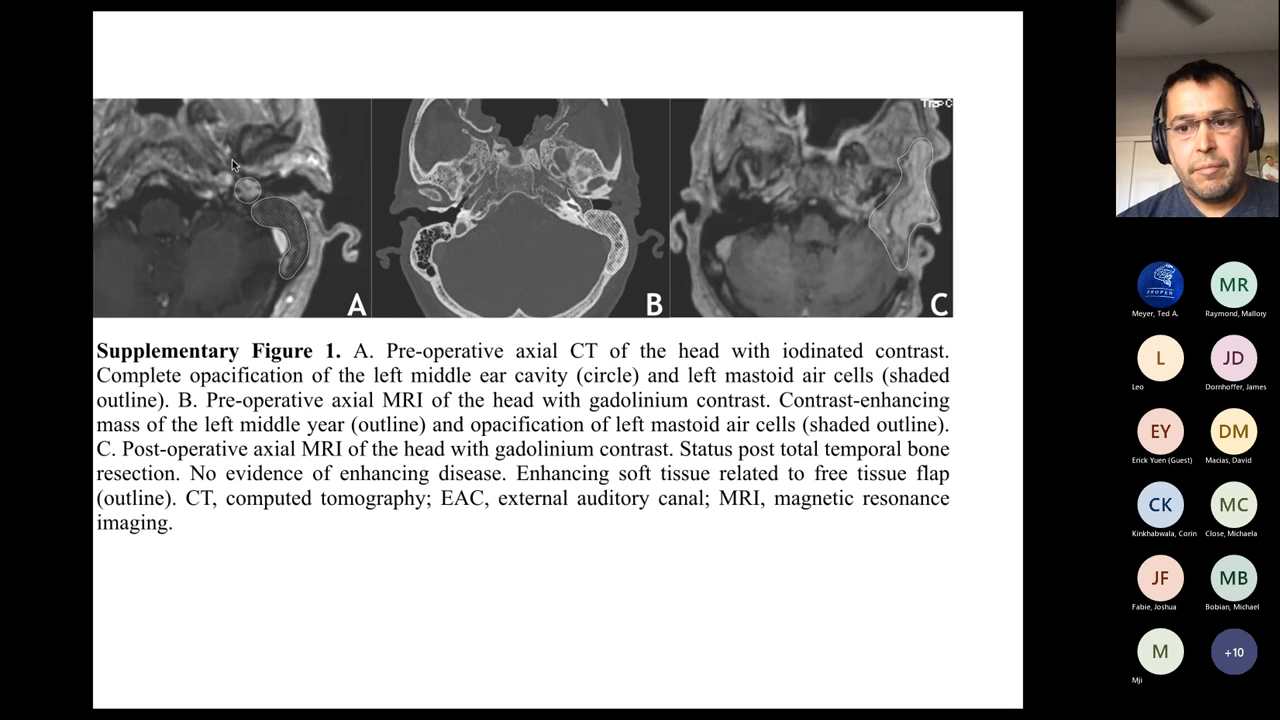 A
B
C
Supplementary Figure 1. A. Pre-operative axial CT of the head with iodinated contrast.
Complete opacification of the left middle ear cavity (circle) and left mastoid air cells (shaded
outline). B. Pre-operative axial MRI of the head with gadolinium contrast. Contrast-enhancing
mass of the left middle year (outline) and opacification of left mastoid air cells (shaded outline).
C. Post-operative axial MRI of the head with gadolinium contrast. Status post total temporal bone
resection. No evidence of enhancing disease. Enhancing soft tissue related to free tissue flap
(outline). CT, computed tomography; EAC, external auditory canal; MRI, magnetic resonance
imaging.
PROPER
Meyer, Ted A.
MR
Raymond, Mallory
L
Leo
JD
Dornhoffer, James
EY
Erick Yuen (Guest)
DM
Macias, David
CK
Kinkhabwala, Corin
MC
Close, Michaela
JF
Fabie, Joshua
MB
Bobian, Michael
M
Mji
+10